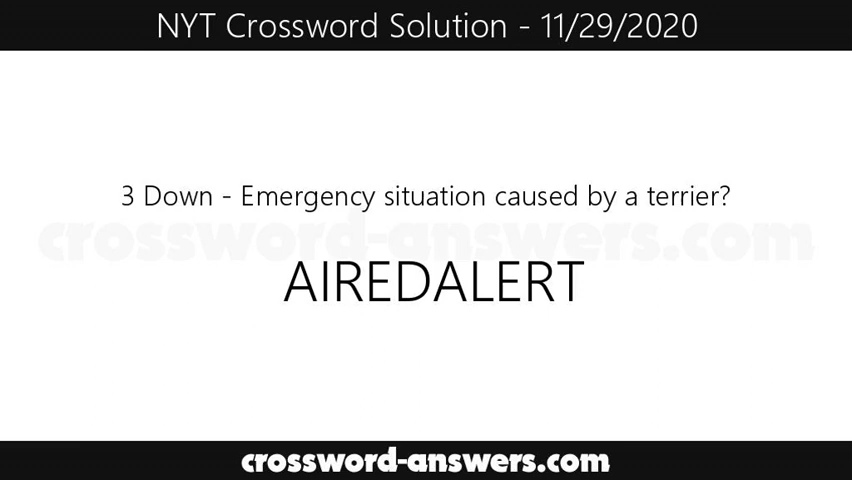 NYT Crossword Solution - 11/29/2020
3 Down - Emergency situation caused by a terrier?
crossword-answers.com
AIREDALERT
crossword-answers.com